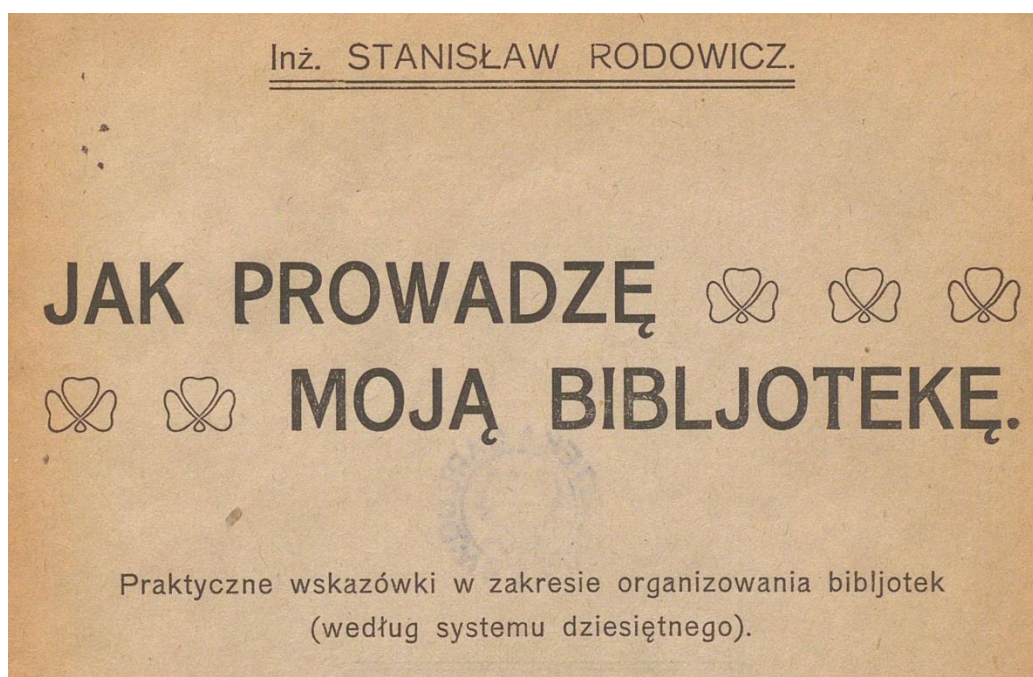 Inż. STANISŁAW RODOWICZ.
JAK PROWADZĘ
MOJĄ BIBLJOTEKĘ.
Praktyczne wskazówki w zakresie organizowania bibljotek
(według systemu dziesiętnego).